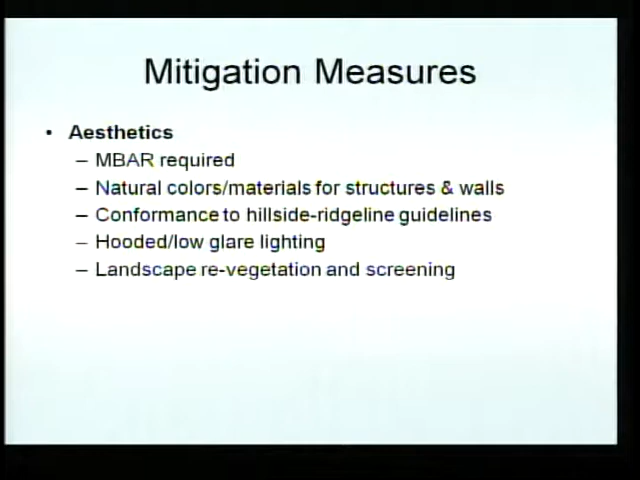 Mitigation Measures
• Aesthetics
– MBAR required
– Natural colors/materials for structures & walls
– Conformance to hillside-ridgeline guidelines
– Hooded/low glare lighting
– Landscape re-vegetation and screening